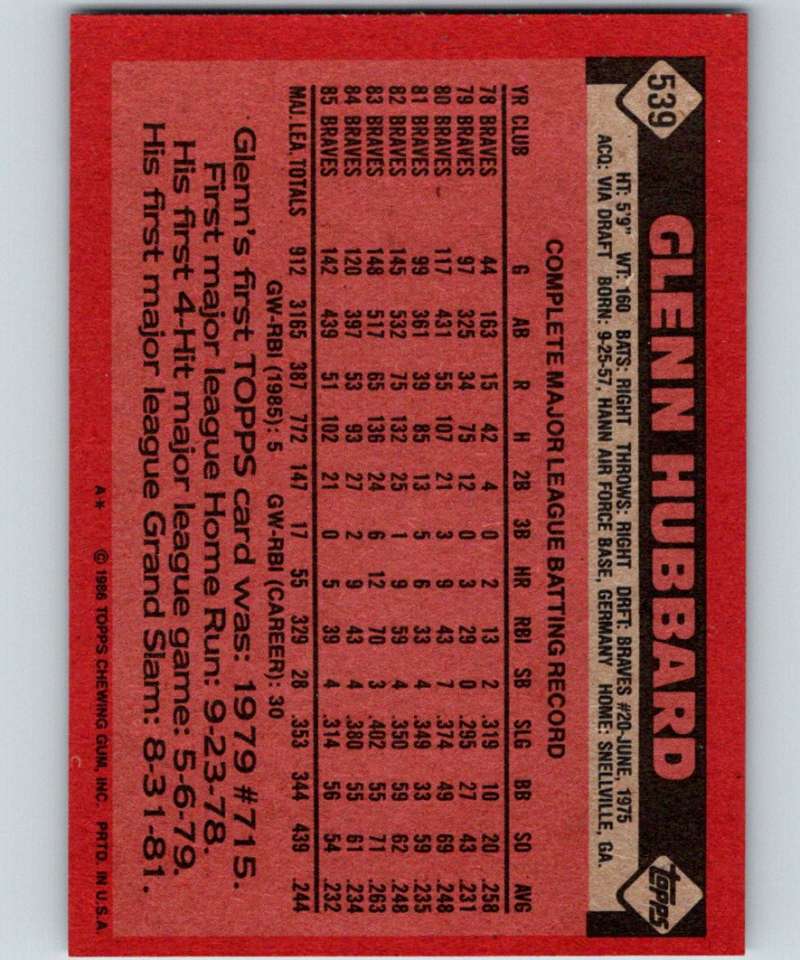 539
GLENN HUBBARD
topps
HT: 5'9" WT: 160 BATS: RIGHT THROWS: RIGHT DRFT: BRAVES #20-JUNE, 1975
ACQ: VIA DRAFT BORN: 9-25-57, HANN AIR FORCE BASE, GERMANY HOME: SNELLVILLE, GA.
COMPLETE MAJOR LEAGUE BATTING RECORD
YR CLUB G AB R H 2B 3B HR RBI SB SLG BB SO AVG
78 BRAVES 44 163 15 42 4 0 2 13 2 .319 10 20 .258
79 BRAVES 97 325 34 75 12 0 3 29 0 .295 27 43 .231
80 BRAVES 117 431 55 107 21 3 9 43 7 .374 49 69 .248
81 BRAVES 99 361 39 85 13 5 6 33 4 .349 33 59 .235
82 BRAVES 145 532 75 132 25 1 9 59 4 .350 59 62 .248
83 BRAVES 148 517 65 136 24 6 12 70 3 .402 55 71 .263
84 BRAVES 120 397 53 93 27 2 9 43 4 .380 55 61 .234
85 BRAVES 142 439 51 102 21 0 5 39 4 .314 56 54 .232
MAJ. LEA. TOTALS 912 3165 387 772 147 17 55 329 28 .353 344 439 .244
GW-RBI (1985): 5 GW-RBI (CAREER): 30
Glenn's first TOPPS card was: 1979 #715.
First major league Home Run: 9-23-78.
His first 4-Hit major league game: 5-6-79.
His first major league Grand Slam: 8-31-81.
A* © 1986 TOPPS CHEWING GUM, INC. PRTD. IN U.S.A.